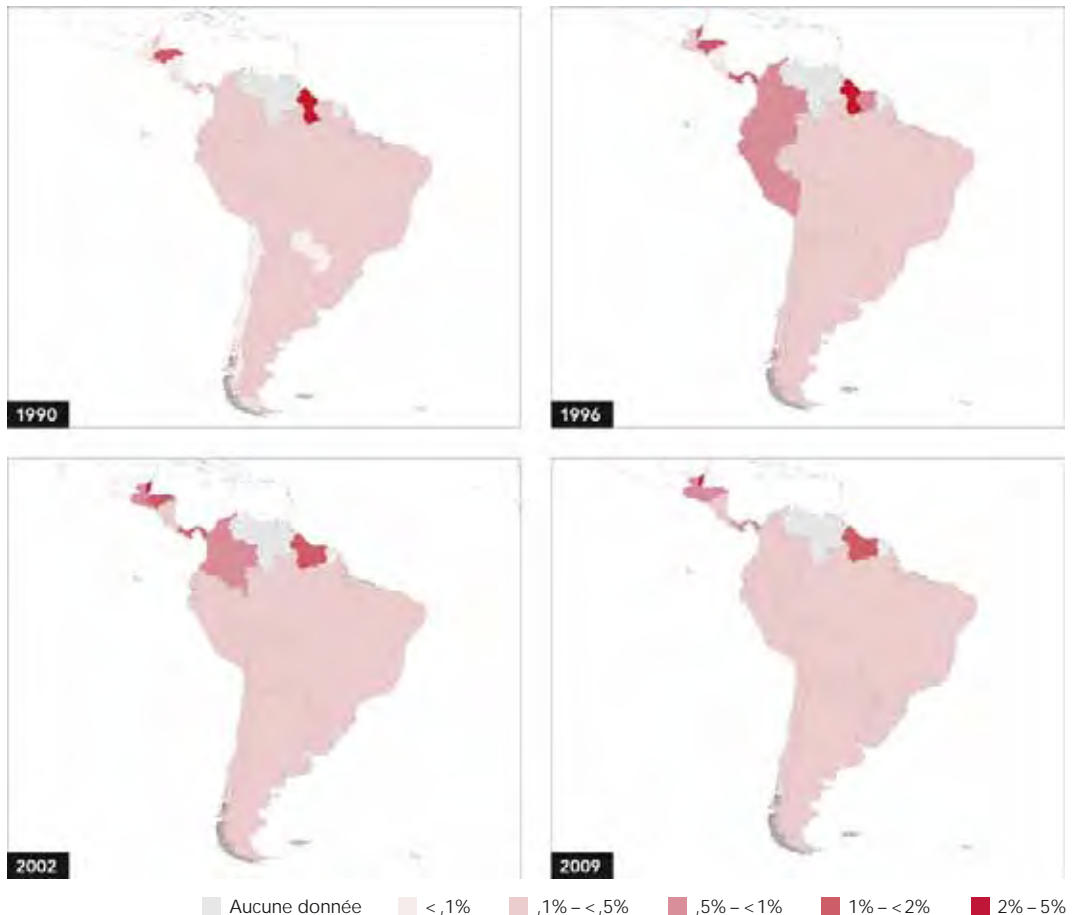 1990
1996
2002
2009
Aucune donnée < ,1% ,1% – < ,5% ,5% – <1% 1% – <2% 2% – 5%